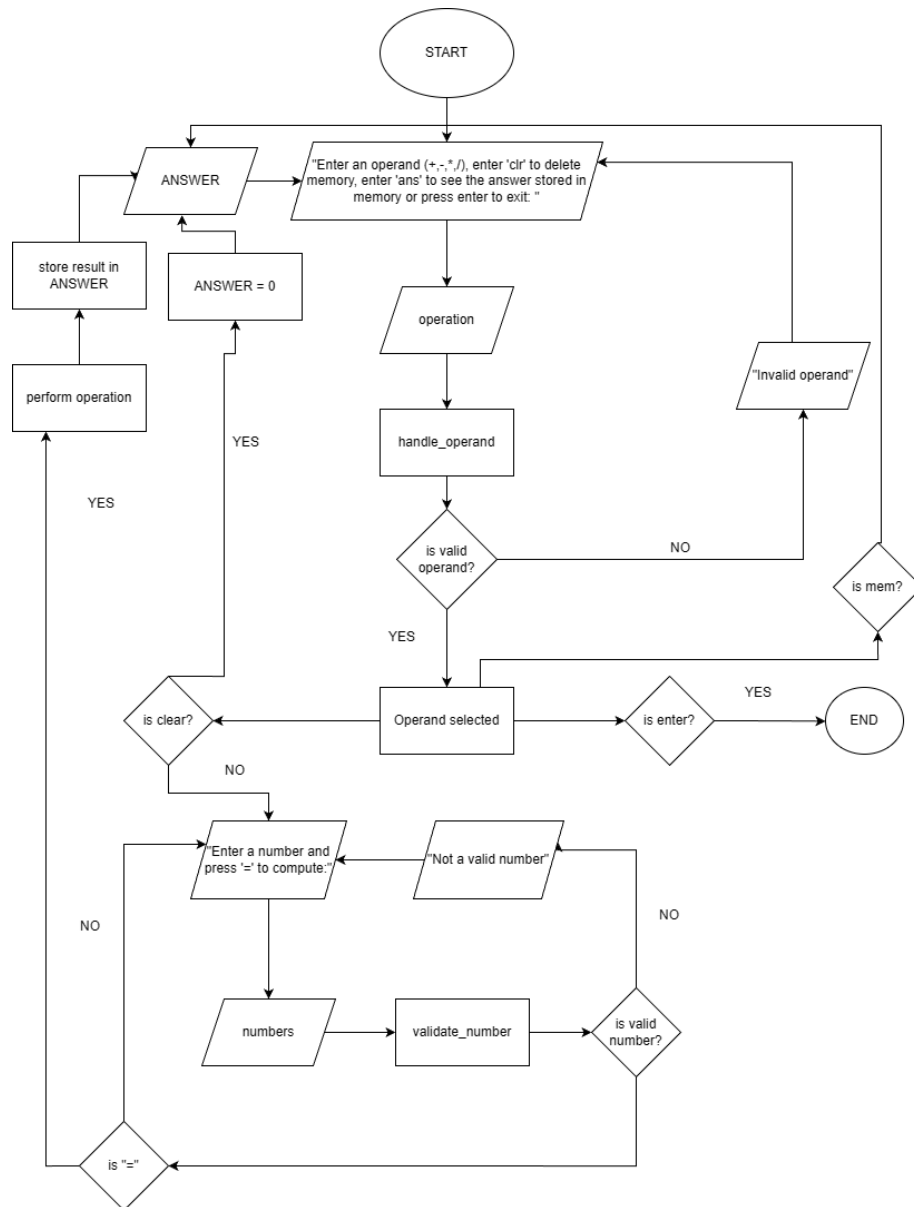 START
"Enter an operand (+,-,*,/), enter 'clr' to delete
memory, enter 'ans' to see the answer stored in
memory or press enter to exit: "
ANSWER
store result in
ANSWER
ANSWER = 0
operation
"Invalid operand"
perform operation
YES
handle_operand
YES
is valid
operand?
NO
is mem?
YES
is clear?
Operand selected
is enter?
YES
END
NO
"Enter a number and
press '=' to compute:"
"Not a valid number"
NO
NO
numbers
validate_number
is valid
number?
is "="